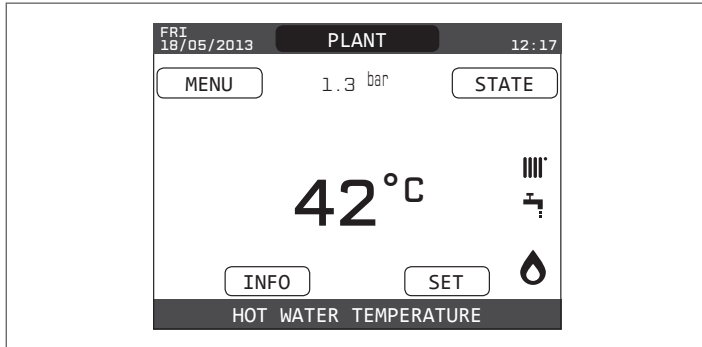 FRI
18/05/2013 PLANT 12:17
MENU 1.3 bar STATE
42°C
INFO SET
HOT WATER TEMPERATURE